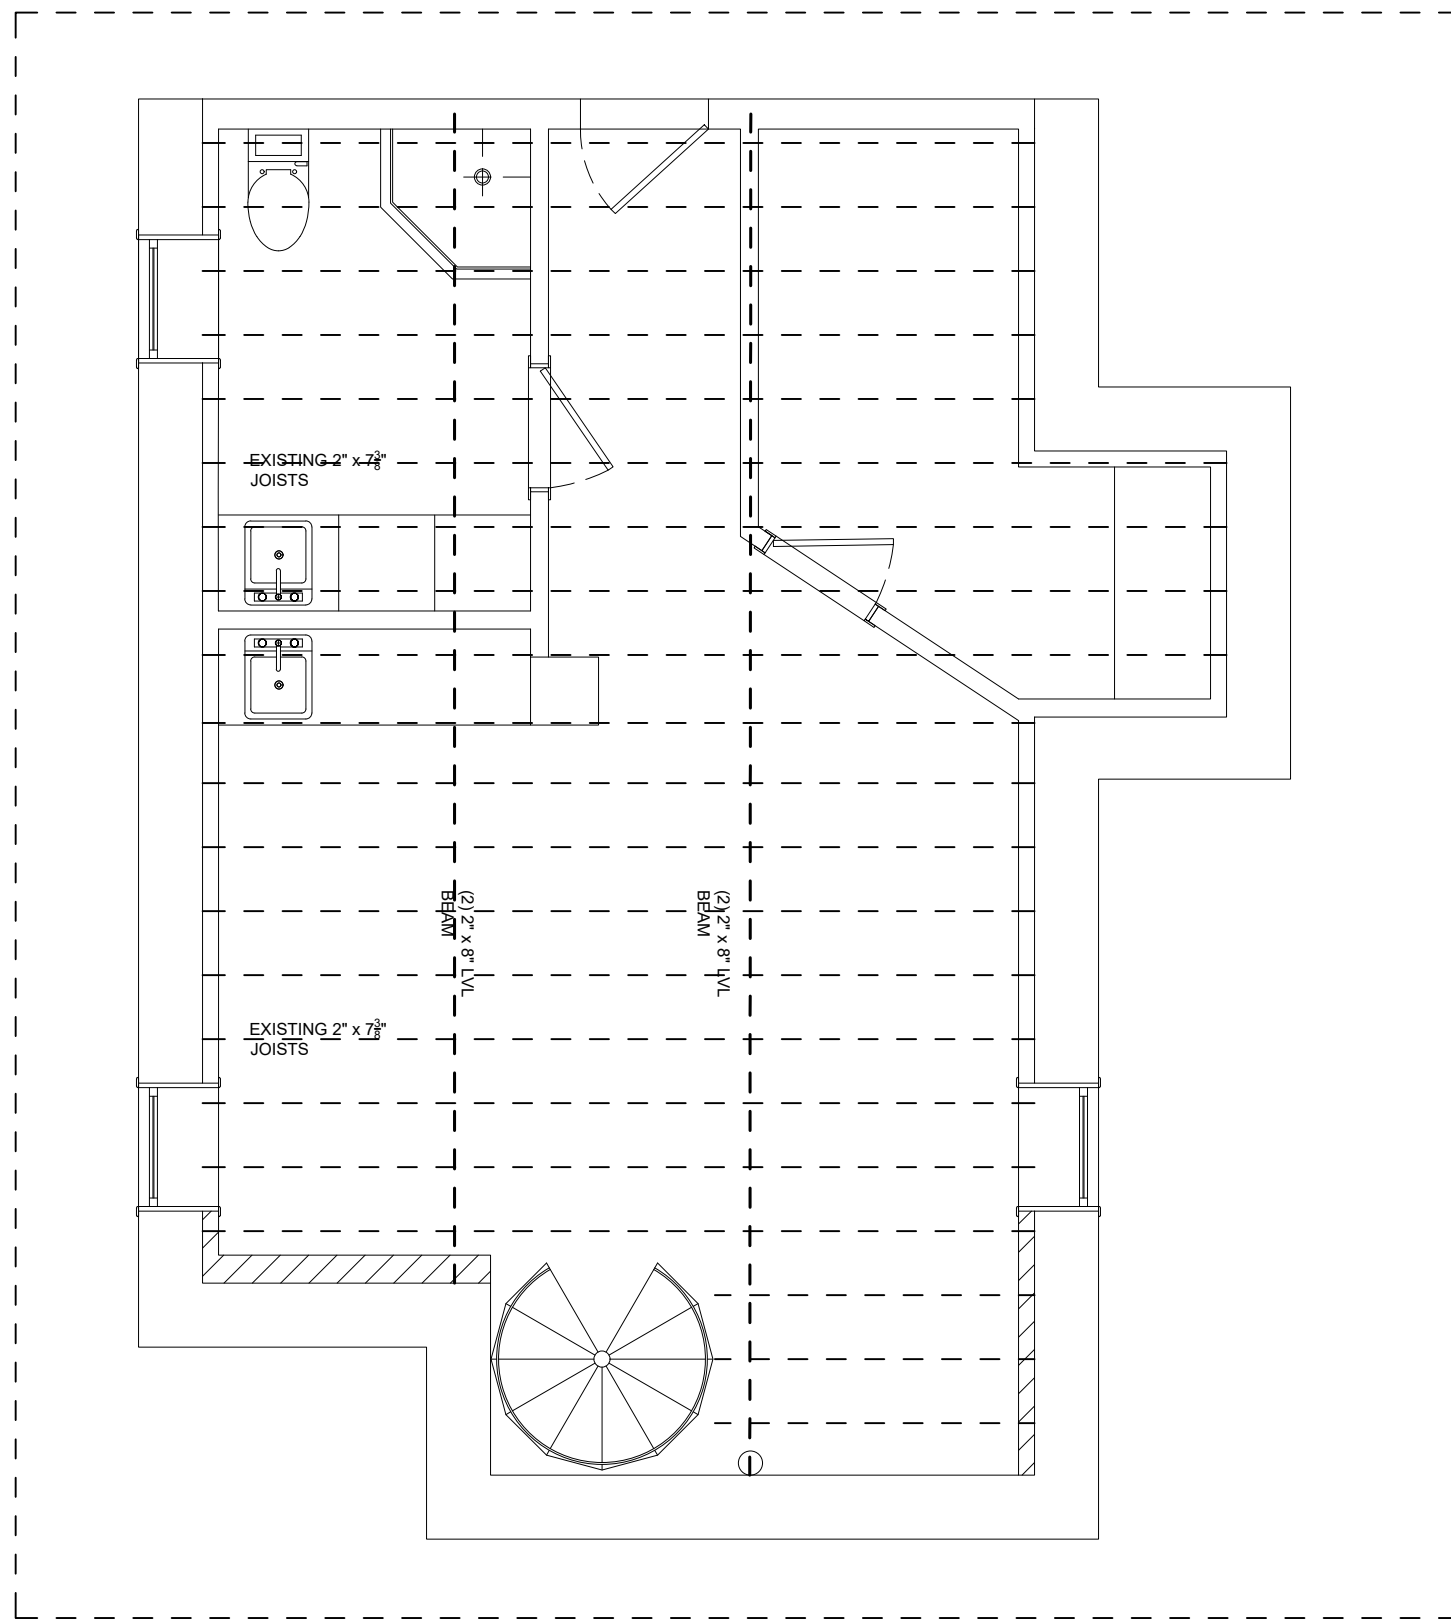 EXISTING 2" x 7⅜"
JOISTS
(2) 2" x 8" LVL
BEAM
(2) 2" x 8" LVL
BEAM
EXISTING 2" x 7⅜"
JOISTS